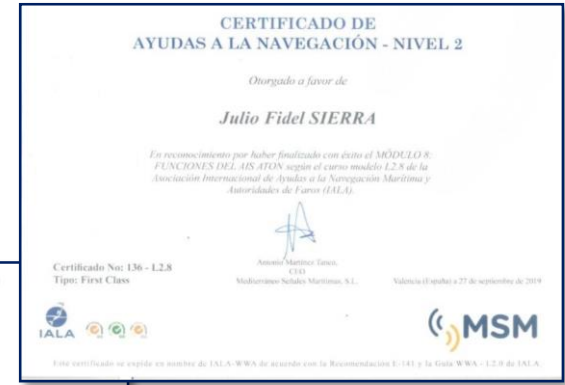 CERTIFICADO DE
AYUDAS A LA NAVEGACIÓN - NIVEL 2
Otorgado a favor de
Julio Fidel SIERRA
En reconocimiento por haber finalizado con éxito el MÓDULO 8:
FUNCIONES DEL AIS ATON según el curso modelo L2.8 de la
Asociación Internacional de Ayudas a la Navegación Marítima y
Autoridades de Faros (IALA).
Antonio Martínez Tanco,
CEO
Mediterráneo Señales Marítimas, S.L.
Certificado No: 136 - L2.8
Tipo: First Class
Valencia (España) a 27 de septiembre de 2019
IALA
MSM
Este certificado se expide en nombre de IALA-WWA de acuerdo con la Recomendación E-141 y la Guía WWA - L2.0 de IALA.